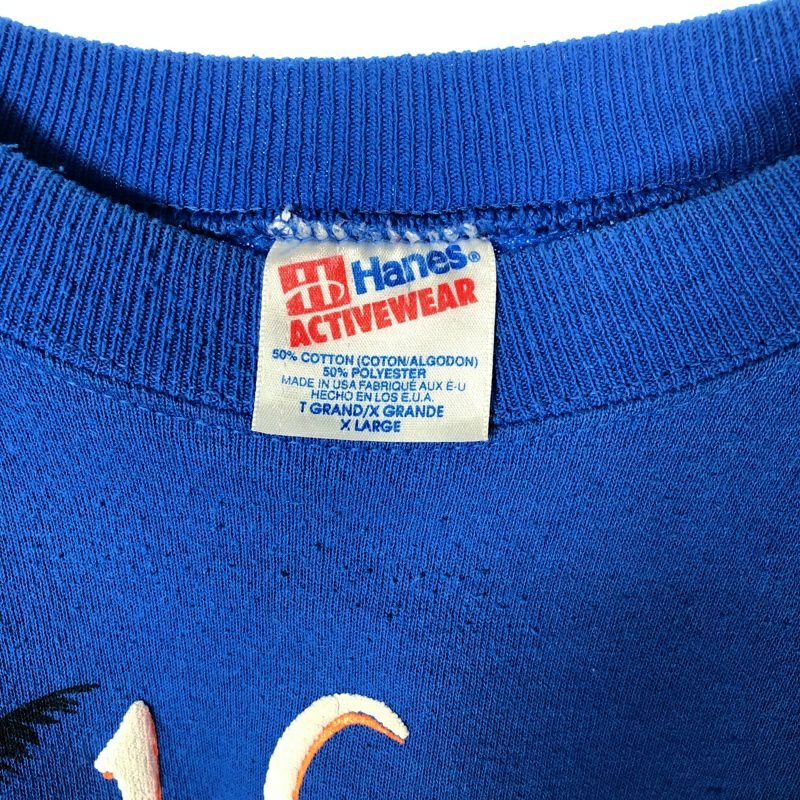 Hanes®
ACTIVEWEAR
50% COTTON (COTON/ALGODON)
50% POLYESTER
MADE IN USA FABRIQUÉ AUX É-U
HECHO EN LOS E.U.A.
T GRAND/X GRANDE
X LARGE